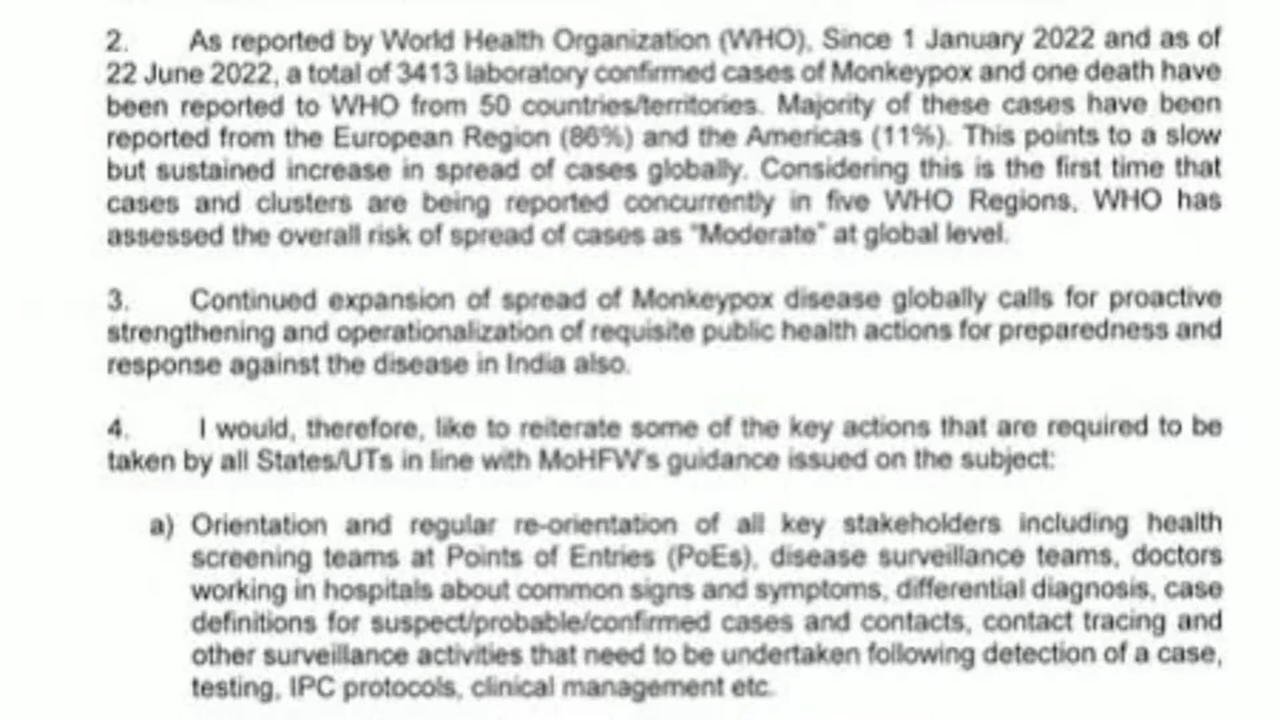 2. As reported by World Health Organization (WHO), Since 1 January 2022 and as of
22 June 2022, a total of 3413 laboratory confirmed cases of Monkeypox and one death have
been reported to WHO from 50 countries/territories. Majority of these cases have been
reported from the European Region (86%) and the Americas (11%). This points to a slow
but sustained increase in spread of cases globally. Considering this is the first time that
cases and clusters are being reported concurrently in five WHO Regions, WHO has
assessed the overall risk of spread of cases as "Moderate" at global level.
3. Continued expansion of spread of Monkeypox disease globally calls for proactive
strengthening and operationalization of requisite public health actions for preparedness and
response against the disease in India also.
4. I would, therefore, like to reiterate some of the key actions that are required to be
taken by all States/UTs in line with MoHFW's guidance issued on the subject:
a) Orientation and regular re-orientation of all key stakeholders including health
screening teams at Points of Entries (PoEs), disease surveillance teams, doctors
working in hospitals about common signs and symptoms, differential diagnosis, case
definitions for suspect/probable/confirmed cases and contacts, contact tracing and
other surveillance activities that need to be undertaken following detection of a case,
testing, IPC protocols, clinical management etc.